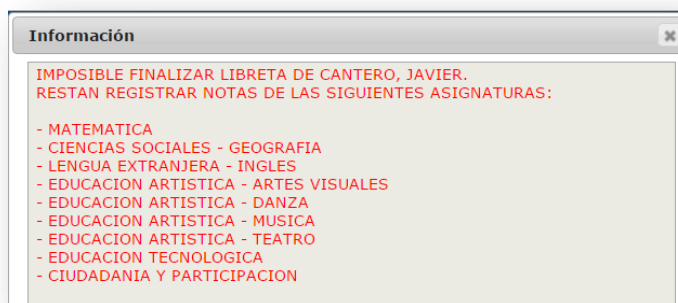 Información
IMPOSIBLE FINALIZAR LIBRETA DE CANTERO, JAVIER.
RESTAN REGISTRAR NOTAS DE LAS SIGUIENTES ASIGNATURAS:
- MATEMATICA
- CIENCIAS SOCIALES - GEOGRAFIA
- LENGUA EXTRANJERA - INGLES
- EDUCACION ARTISTICA - ARTES VISUALES
- EDUCACION ARTISTICA - DANZA
- EDUCACION ARTISTICA - MUSICA
- EDUCACION ARTISTICA - TEATRO
- EDUCACION TECNOLOGICA
- CIUDADANIA Y PARTICIPACION